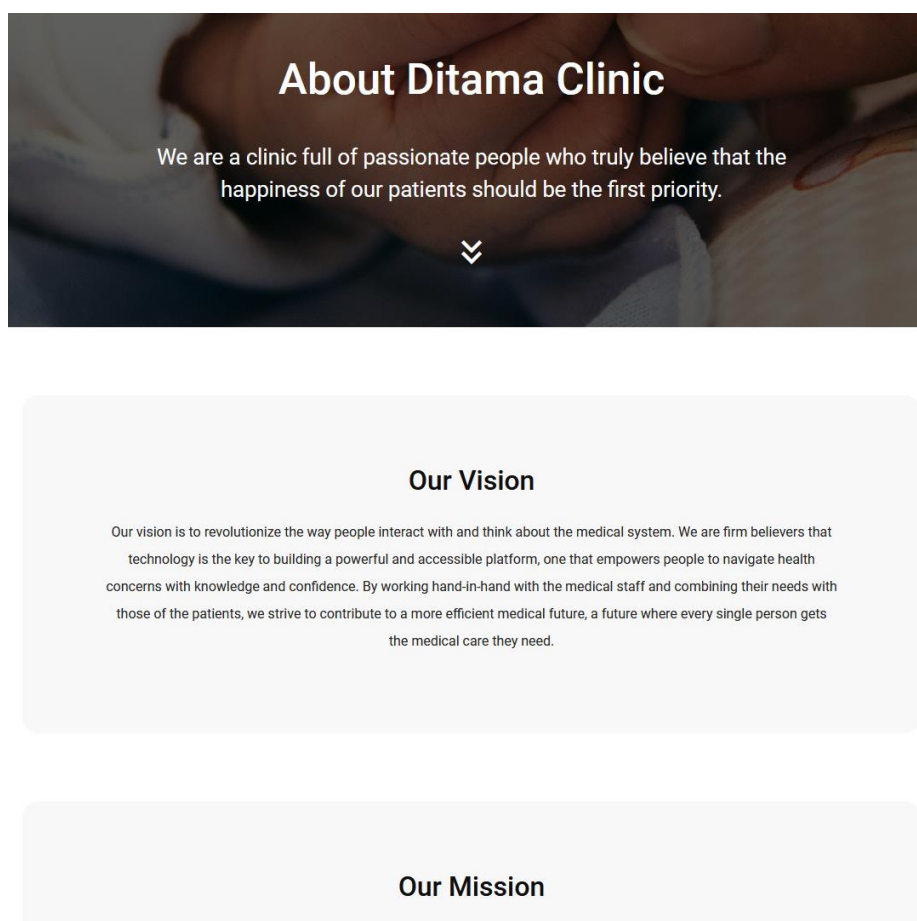 About Ditama Clinic
We are a clinic full of passionate people who truly believe that the
happiness of our patients should be the first priority.
Our Vision
Our vision is to revolutionize the way people interact with and think about the medical system. We are firm believers that
technology is the key to building a powerful and accessible platform, one that empowers people to navigate health
concerns with knowledge and confidence. By working hand-in-hand with the medical staff and combining their needs with
those of the patients, we strive to contribute to a more efficient medical future, a future where every single person gets
the medical care they need.
Our Mission